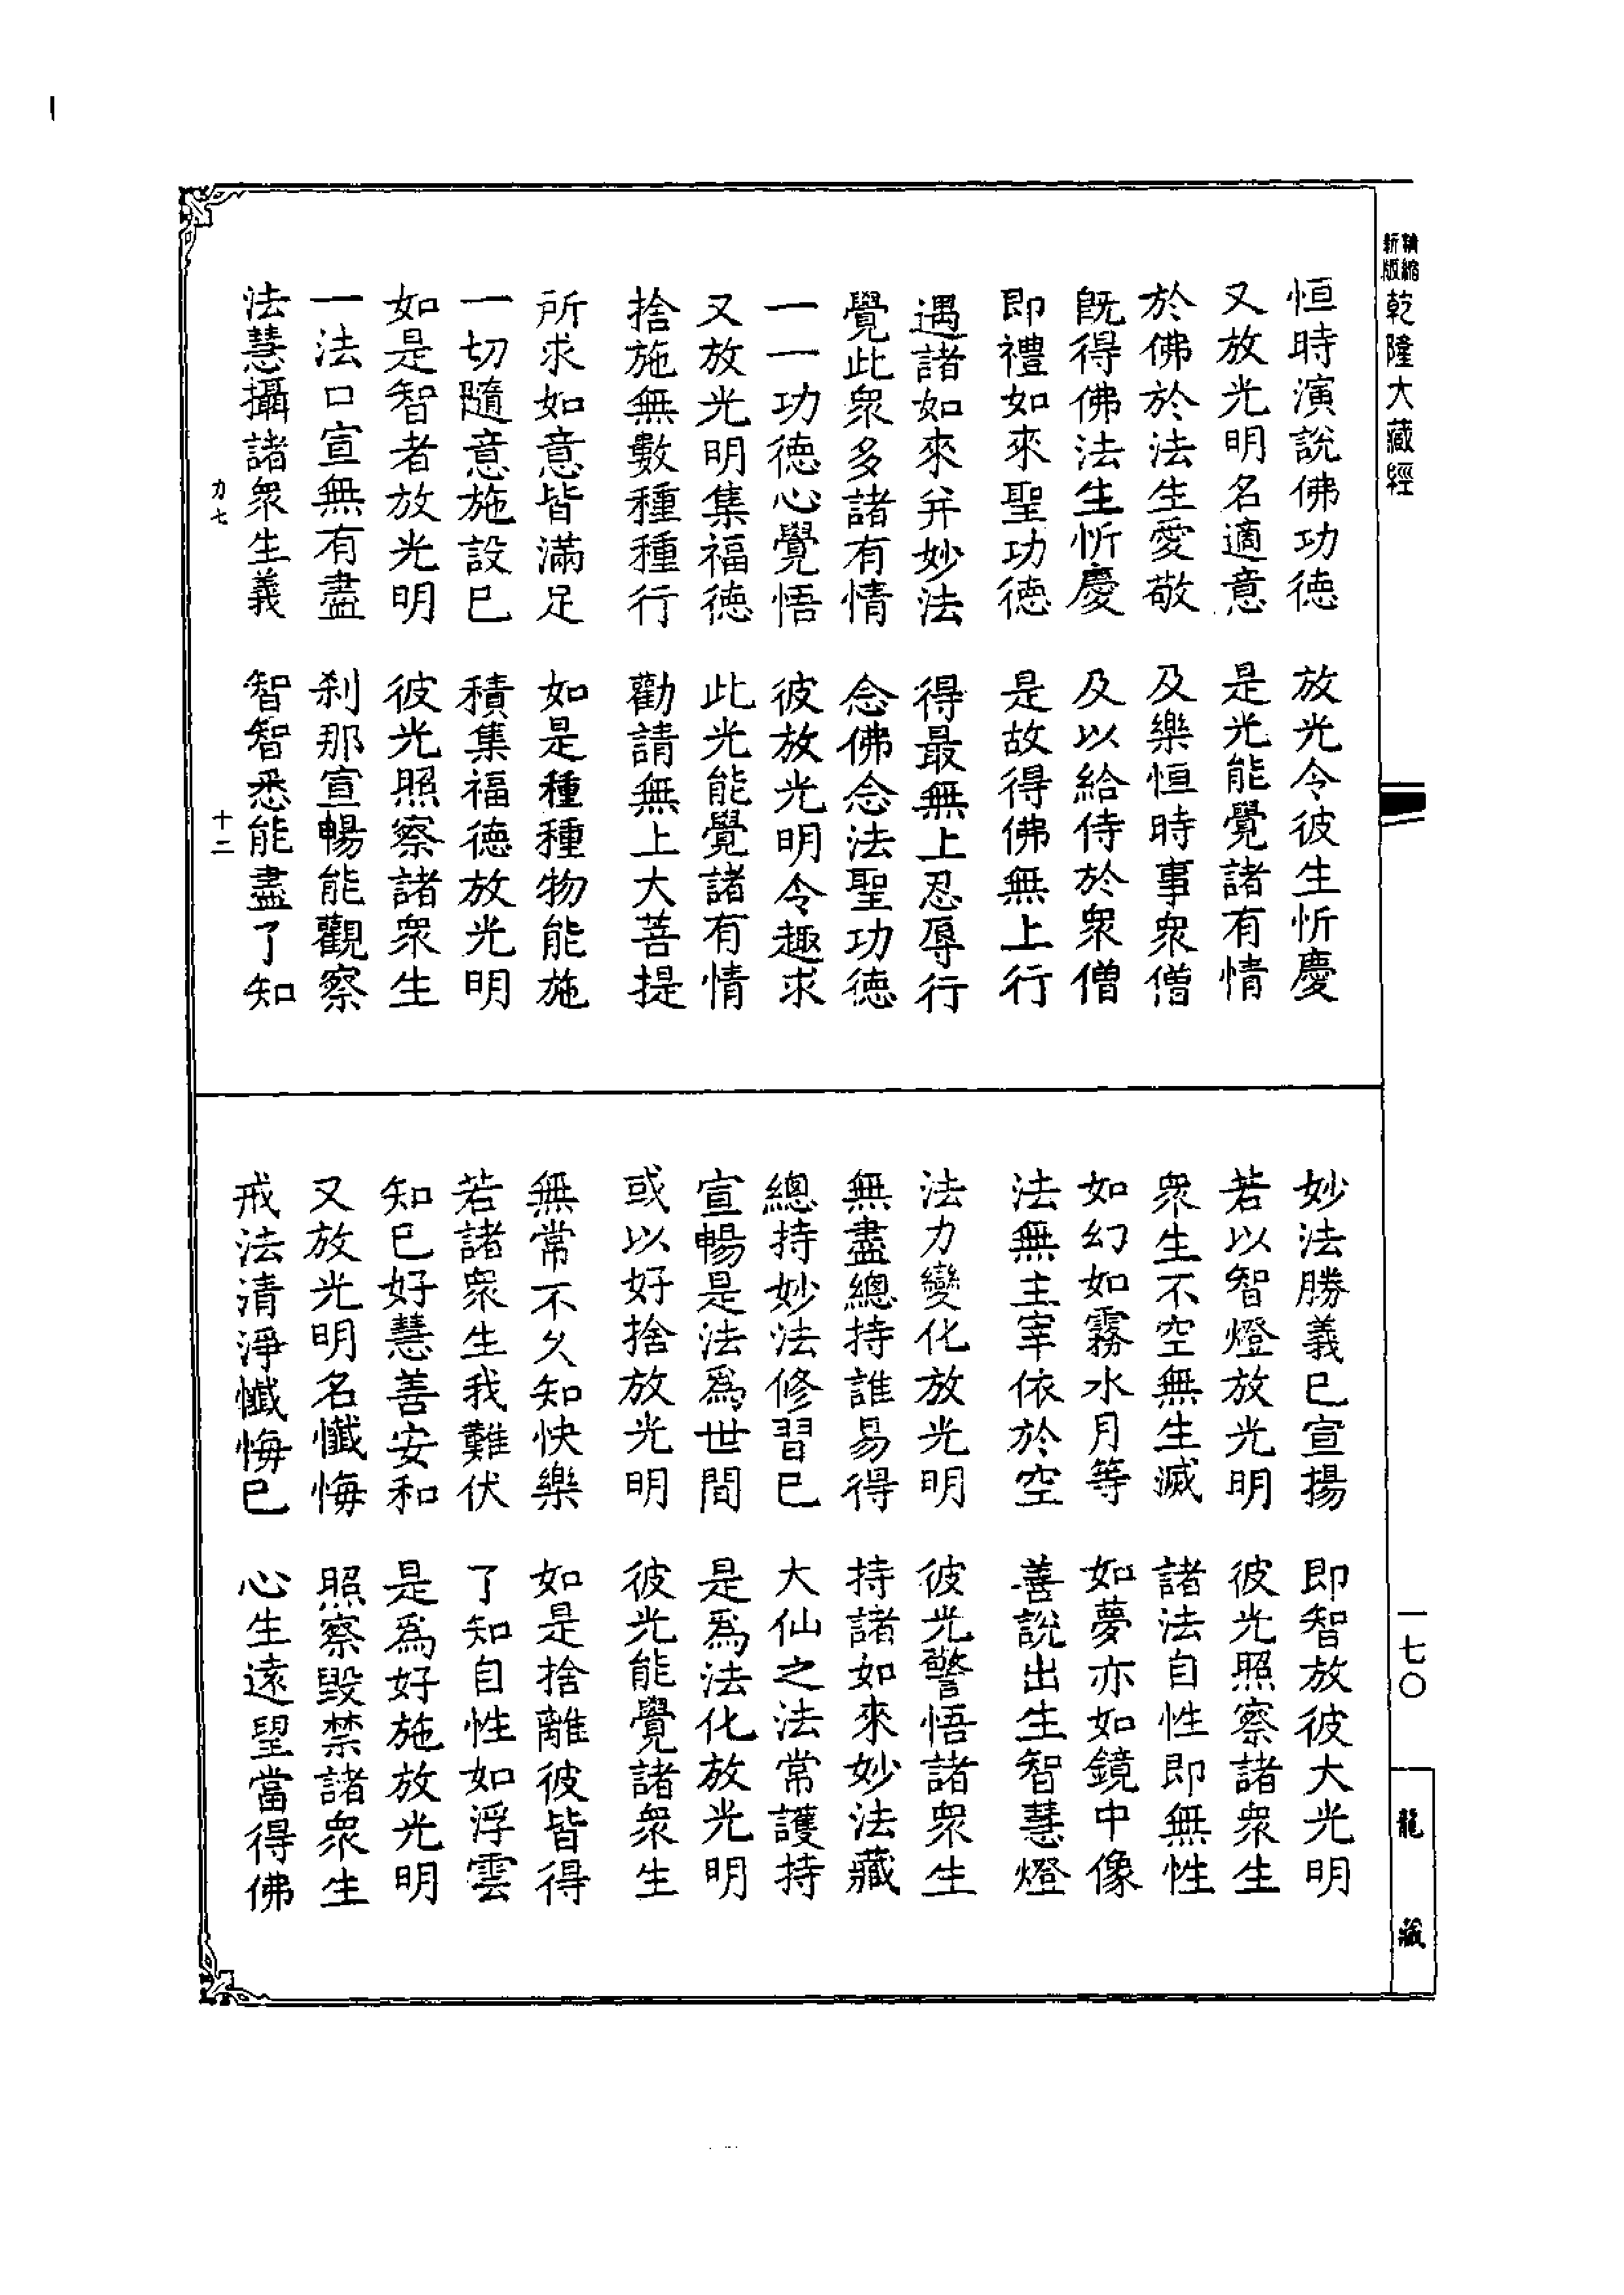 精縮
新版
乾隆大藏經
恒時演說佛功德 放光令彼生忻慶
又放光明名適意 是光能覺諸有情
於佛於法生愛敬 及樂恒時事衆僧
旣得佛法生忻慶 及以給侍於衆僧
即禮如來聖功德 是故得佛無上行
遇諸如來并妙法 得最無上忍辱行
覺此衆多諸有情 念佛念法聖功德
一一功德心覺悟 彼放光明令趣求
又放光明集福德 此光能覺諸有情
捨施無數種種行 勸請無上大菩提
所求如意皆滿足 如是種種物能施
一切隨意施設已 積集福德放光明
如是智者放光明 彼光照察諸衆生
一法口宣無有盡 刹那宣暢能觀察
法慧攝諸衆生義 智智悉能盡了知
力七 十二
妙法勝義已宣揚 即智放彼大光明
若以智燈放光明 彼光照察諸衆生
衆生不空無生滅 諸法自性即無性
如幻如霧水月等 如夢亦如鏡中像
法無主宰依於空 善說出生智慧燈
法力變化放光明 彼光警悟諸衆生
無盡總持誰易得 持諸如來妙法藏
總持妙法修習已 大仙之法常護持
宣暢是法爲世間 是爲法化放光明
或以好捨放光明 彼光能覺諸衆生
無常不久知快樂 如是捨離彼皆得
若諸衆生我難伏 了知自性如浮雲
知已好慧善安和 是爲好施放光明
又放光明名懺悔 照察毀禁諸衆生
戒法清淨懺悔已 心生遠望當得佛
一七〇
龍藏